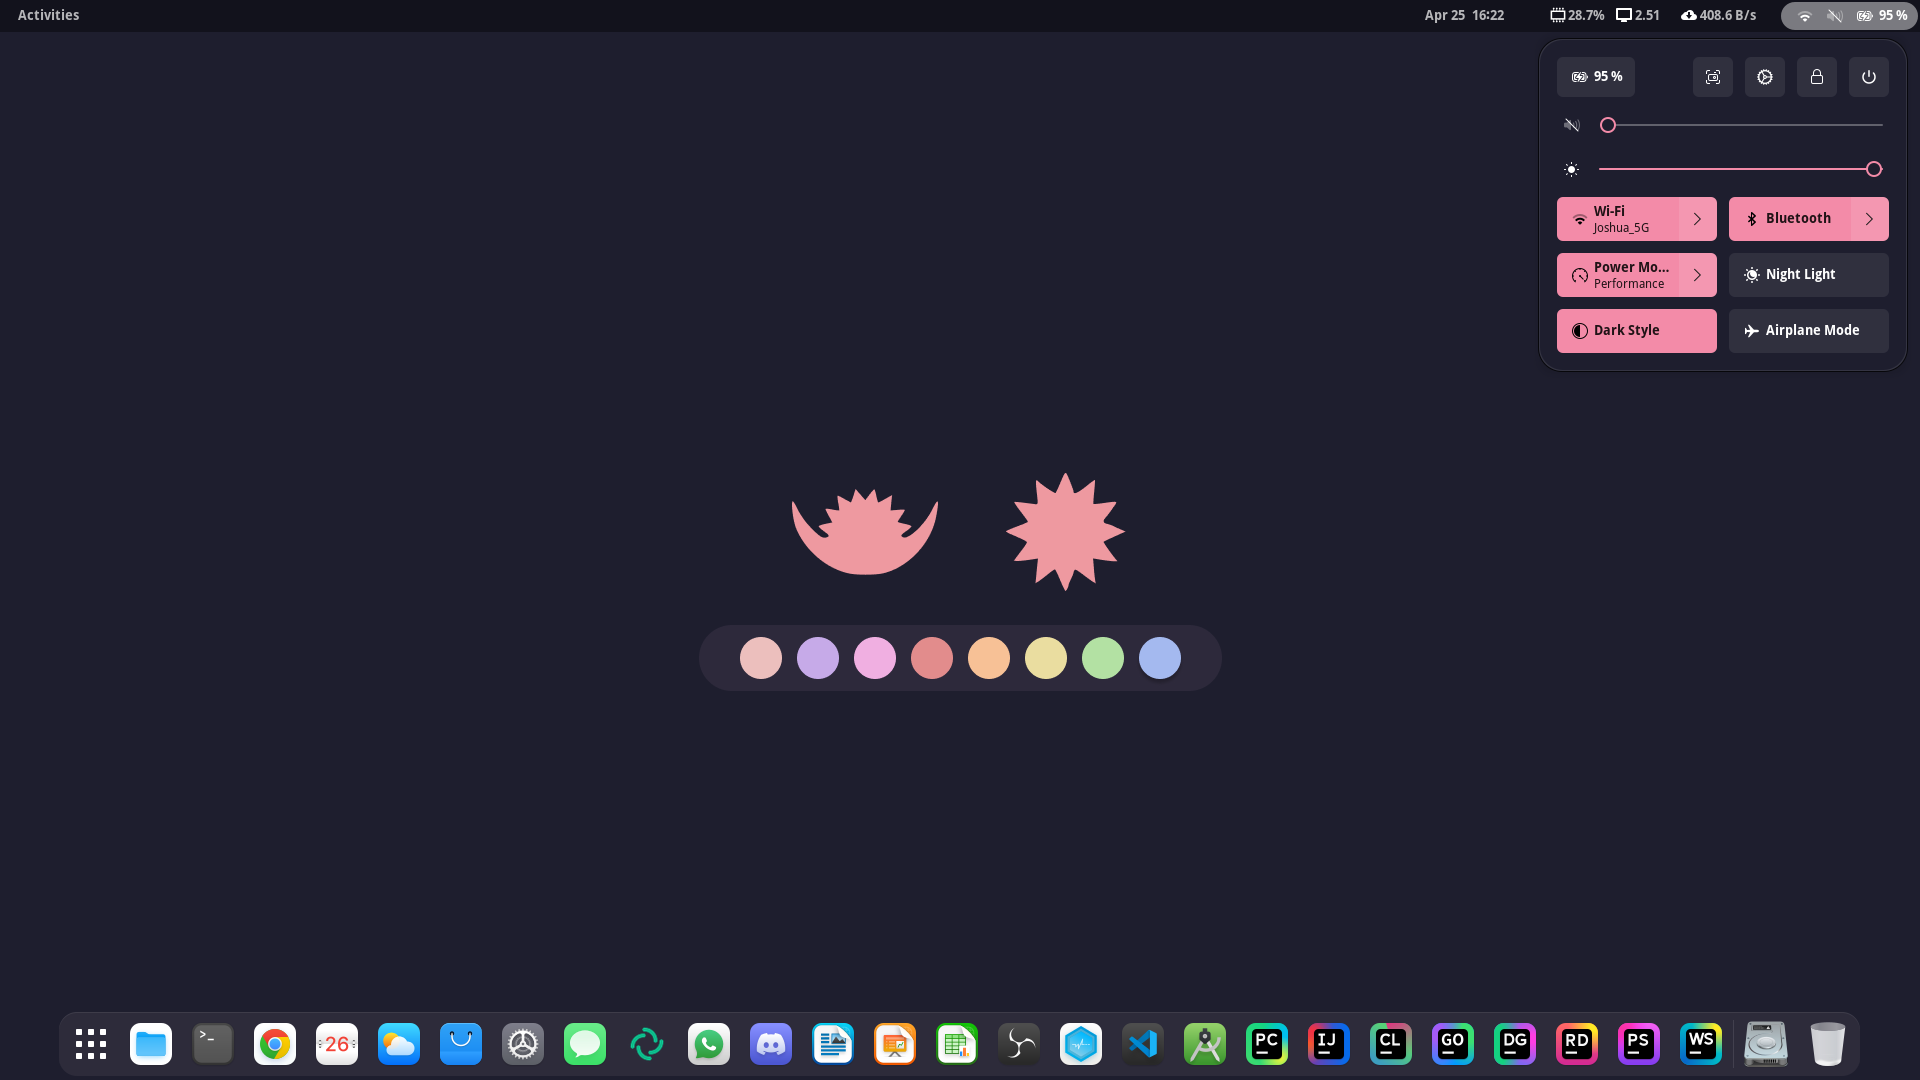 Activities
Apr 25 16:22
28.7%
2.51
408.6 B/s
95 %
95 %
Wi-Fi
Joshua_5G
Bluetooth
Power Mo...
Performance
Night Light
Dark Style
Airplane Mode
>_
26
PC
IJ
CL
GO
DG
RD
PS
WS